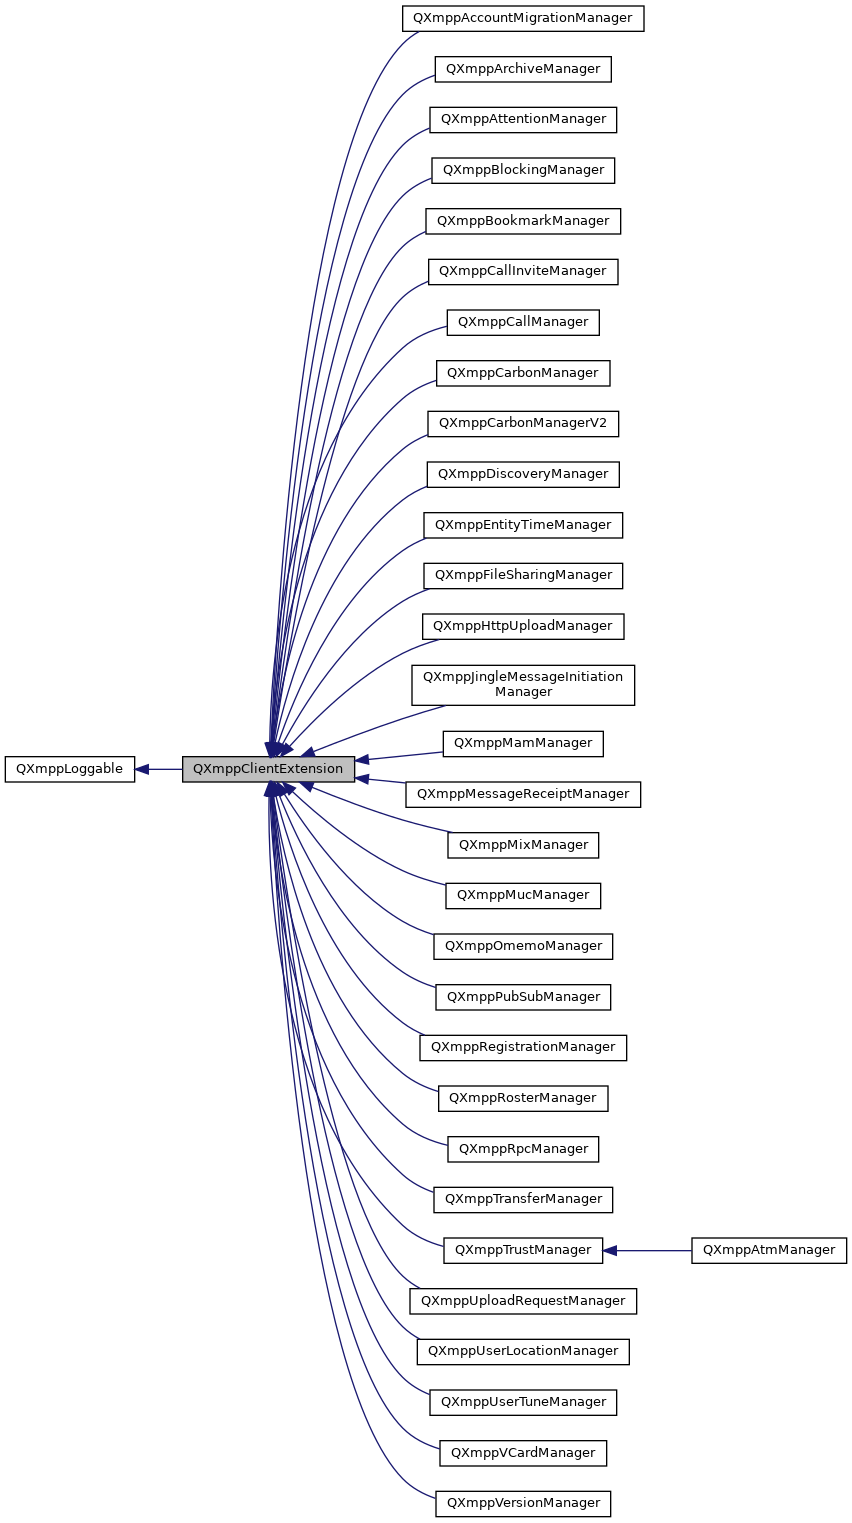 QXmppAccountMigrationManager
QXmppArchiveManager
QXmppAttentionManager
QXmppBlockingManager
QXmppBookmarkManager
QXmppCallInviteManager
QXmppCallManager
QXmppCarbonManager
QXmppCarbonManagerV2
QXmppDiscoveryManager
QXmppEntityTimeManager
QXmppFileSharingManager
QXmppHttpUploadManager
QXmppJingleMessageInitiation
Manager
QXmppMamManager
QXmppLoggable
QXmppClientExtension
QXmppMessageReceiptManager
QXmppMixManager
QXmppMucManager
QXmppOmemoManager
QXmppPubSubManager
QXmppRegistrationManager
QXmppRosterManager
QXmppRpcManager
QXmppTransferManager
QXmppTrustManager
QXmppAtmManager
QXmppUploadRequestManager
QXmppUserLocationManager
QXmppUserTuneManager
QXmppVCardManager
QXmppVersionManager